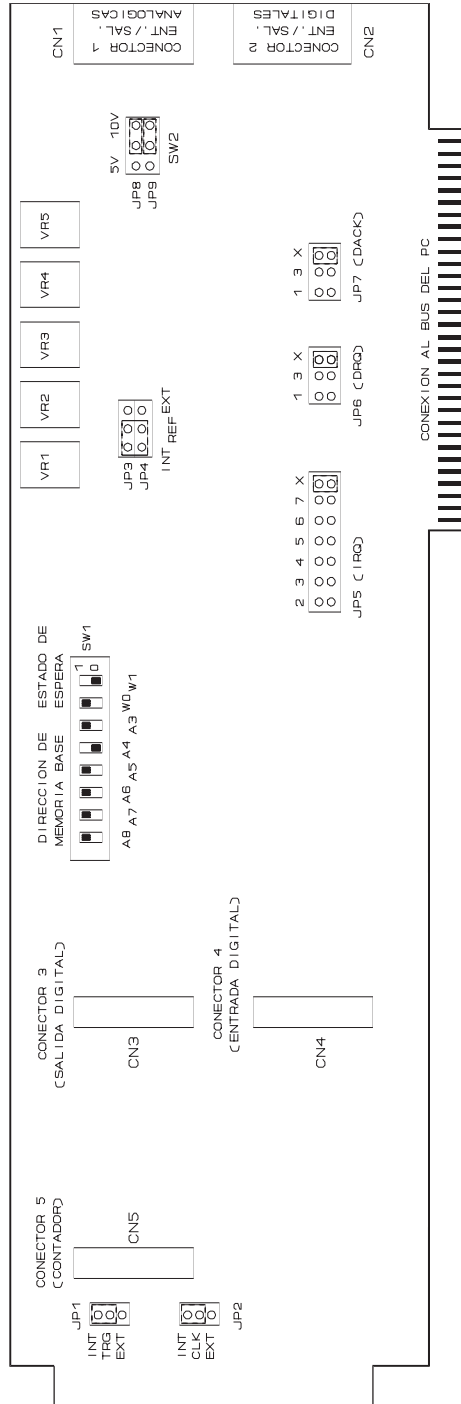 CN1
CONECTOR 1
ENT./SAL.
ANALOGICAS
CONECTOR 2
ENT./SAL.
DIGITALES
CN2
5V 10V
JP8
JP9
SW2
VR5
VR4
VR3
VR2
VR1
JP3
JP4
INT REF EXT
1 3 X
JP7 (DACK)
1 3 X
JP6 (DRQ)
2 3 4 5 6 7 X
JP5 (IRQ)
CONEXION AL BUS DEL PC
DIRECCION DE
MEMORIA BASE
ESTADO DE
ESPERA
1
0
SW1
A8 A7 A6 A5 A4 A3 W0 W1
CONECTOR 3
(SALIDA DIGITAL)
CN3
CONECTOR 4
(ENTRADA DIGITAL)
CN4
CONECTOR 5
(CONTADOR)
CN5
JP1
INT
TRG
EXT
INT
CLK
EXT
JP2